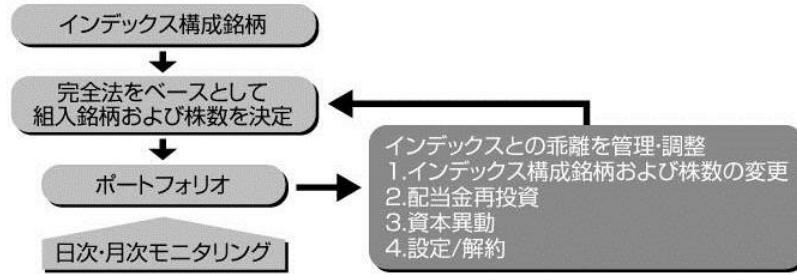 インデックス構成銘柄
完全法をベースとして
組入銘柄および株数を決定
ポートフォリオ
日次・月次モニタリング
インデックスとの乖離を管理・調整
1.インデックス構成銘柄および株数の変更
2.配当金再投資
3.資本異動
4.設定/解約